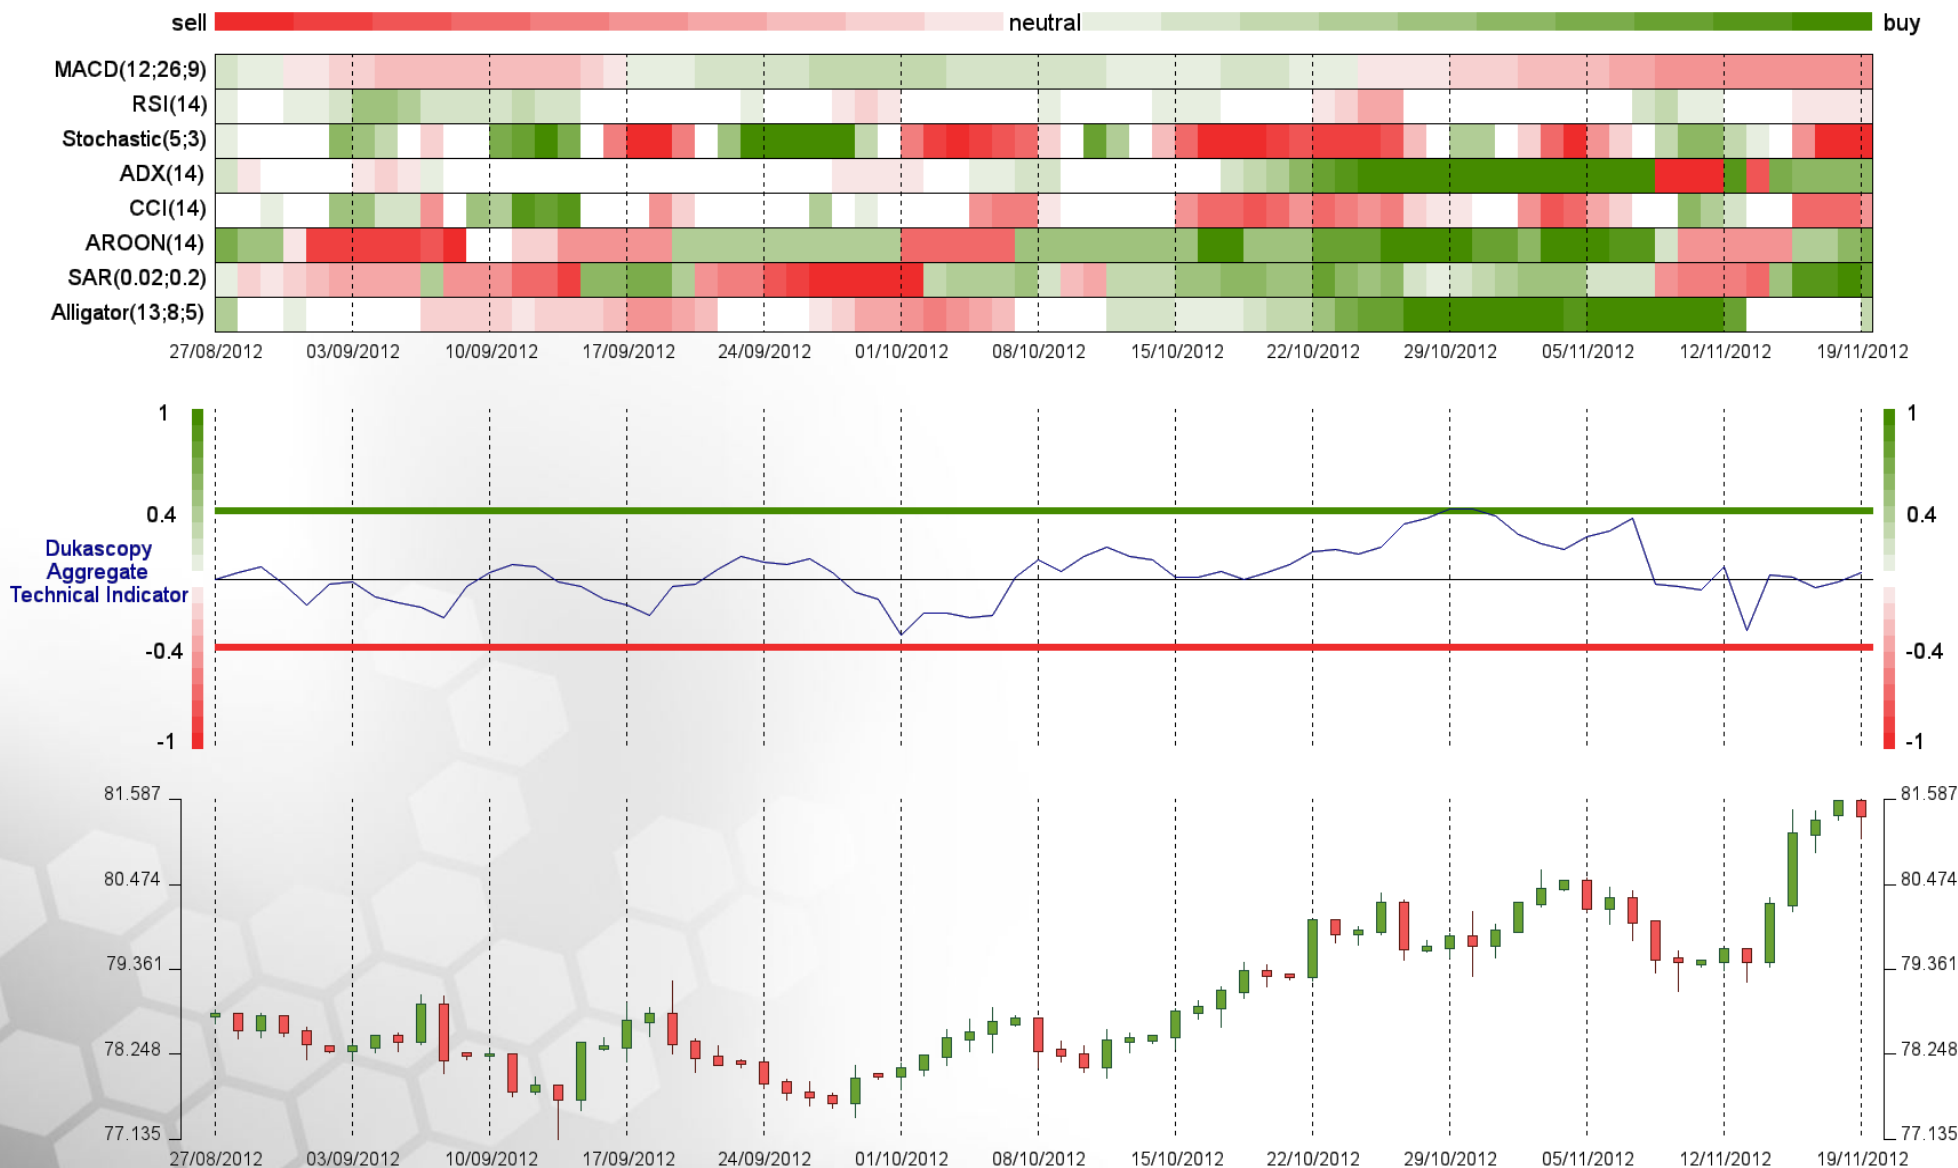 sell neutral buy
MACD(12;26;9)
RSI(14)
Stochastic(5;3)
ADX(14)
CCI(14)
AROON(14)
SAR(0.02;0.2)
Alligator(13;8;5)
27/08/2012 03/09/2012 10/09/2012 17/09/2012 24/09/2012 01/10/2012 08/10/2012 15/10/2012 22/10/2012 29/10/2012 05/11/2012 12/11/2012 19/11/2012
1 1
0.4 0.4
Dukascopy
Aggregate
Technical Indicator
-0.4 -0.4
-1 -1
81.587 81.587
80.474 80.474
79.361 79.361
78.248 78.248
77.135 77.135
27/08/2012 03/09/2012 10/09/2012 17/09/2012 24/09/2012 01/10/2012 08/10/2012 15/10/2012 22/10/2012 29/10/2012 05/11/2012 12/11/2012 19/11/2012